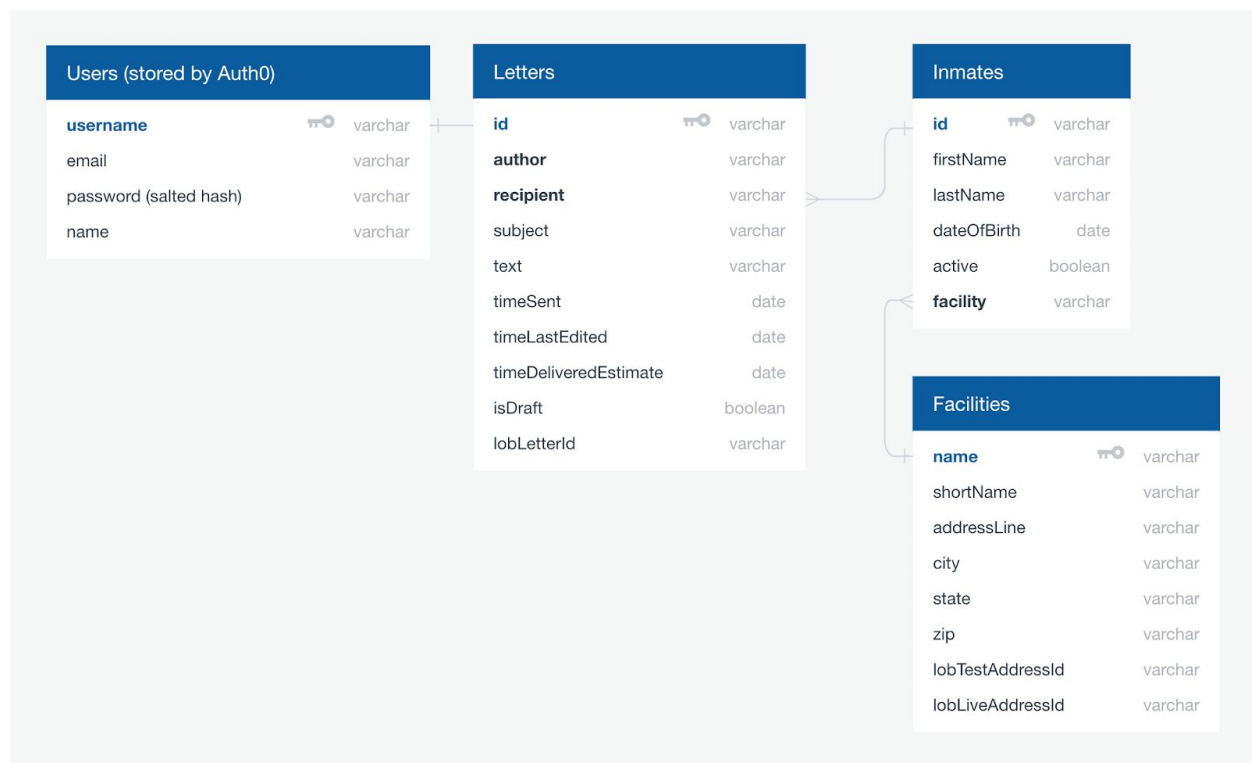 Users (stored by Auth0)
username varchar
email varchar
password (salted hash) varchar
name varchar
Letters
id varchar
author varchar
recipient varchar
subject varchar
text varchar
timeSent date
timeLastEdited date
timeDeliveredEstimate date
isDraft boolean
lobLetterId varchar
Inmates
id varchar
firstName varchar
lastName varchar
dateOfBirth date
active boolean
facility varchar
Facilities
name varchar
shortName varchar
addressLine varchar
city varchar
state varchar
zip varchar
lobTestAddressId varchar
lobLiveAddressId varchar